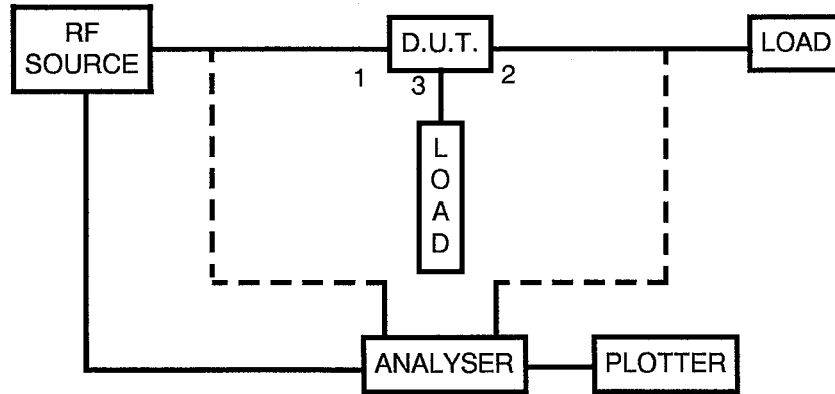 RF
SOURCE
D.U.T.
LOAD
1
3
2
L
O
A
D
ANALYSER
PLOTTER